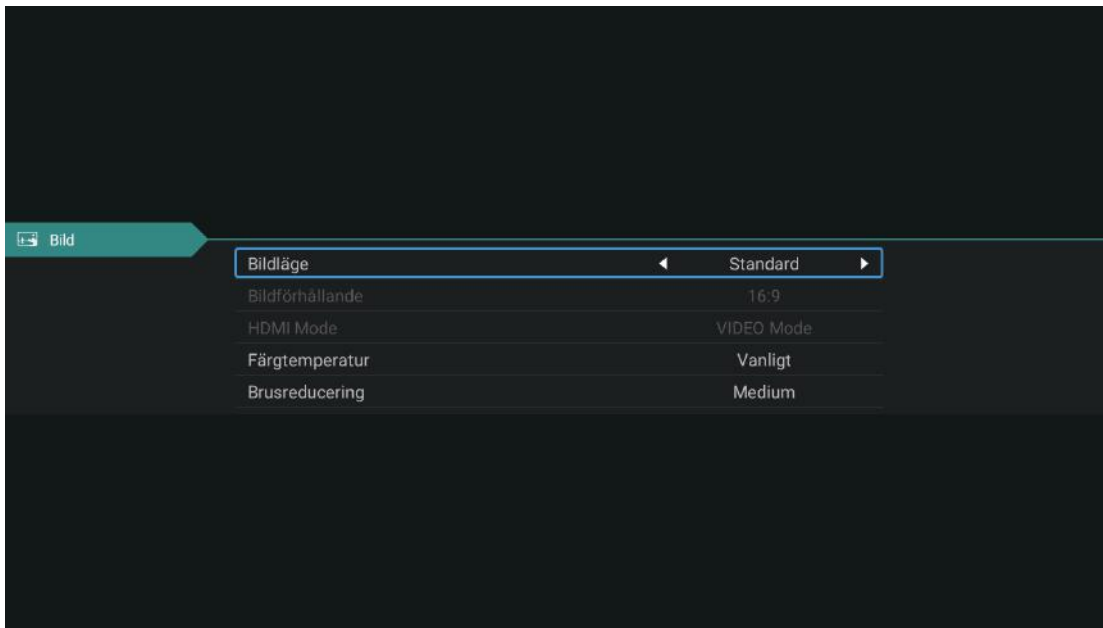 Bild
Bildläge Standard
Bildförhållande 16:9
HDMI Mode VIDEO Mode
Färgtemperatur Vanligt
Brusreducering Medium